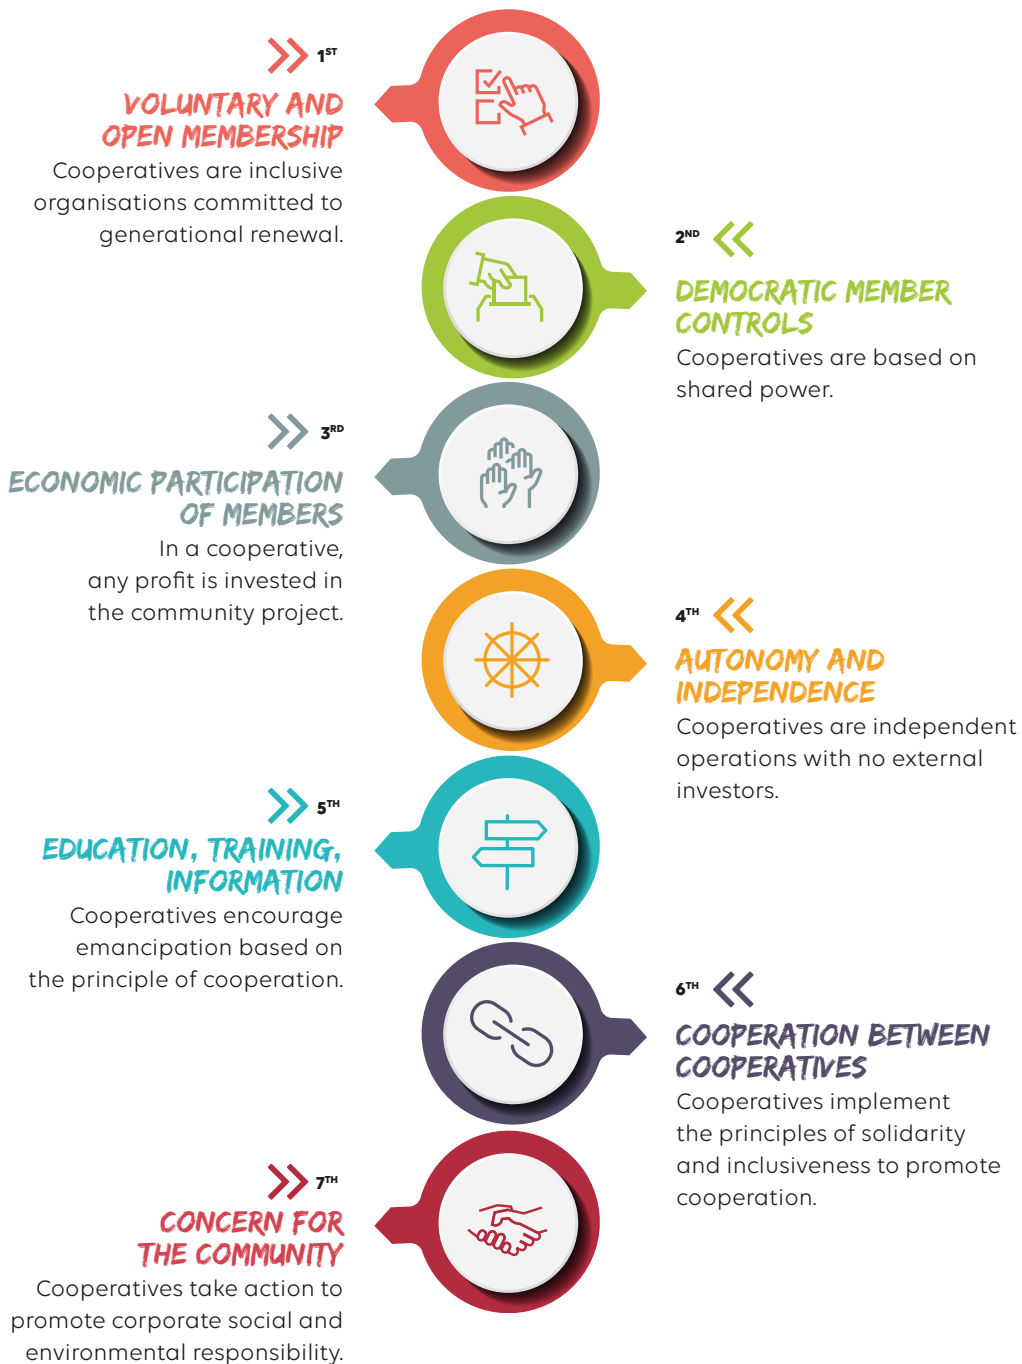 1ST
VOLUNTARY AND
OPEN MEMBERSHIP
Cooperatives are inclusive
organisations committed to
generational renewal.
2ND
DEMOCRATIC MEMBER
CONTROLS
Cooperatives are based on
shared power.
3RD
ECONOMIC PARTICIPATION
OF MEMBERS
In a cooperative,
any profit is invested in
the community project.
4TH
AUTONOMY AND
INDEPENDENCE
Cooperatives are independent
operations with no external
investors.
5TH
EDUCATION, TRAINING,
INFORMATION
Cooperatives encourage
emancipation based on
the principle of cooperation.
6TH
COOPERATION BETWEEN
COOPERATIVES
Cooperatives implement
the principles of solidarity
and inclusiveness to promote
cooperation.
7TH
CONCERN FOR
THE COMMUNITY
Cooperatives take action to
promote corporate social and
environmental responsibility.